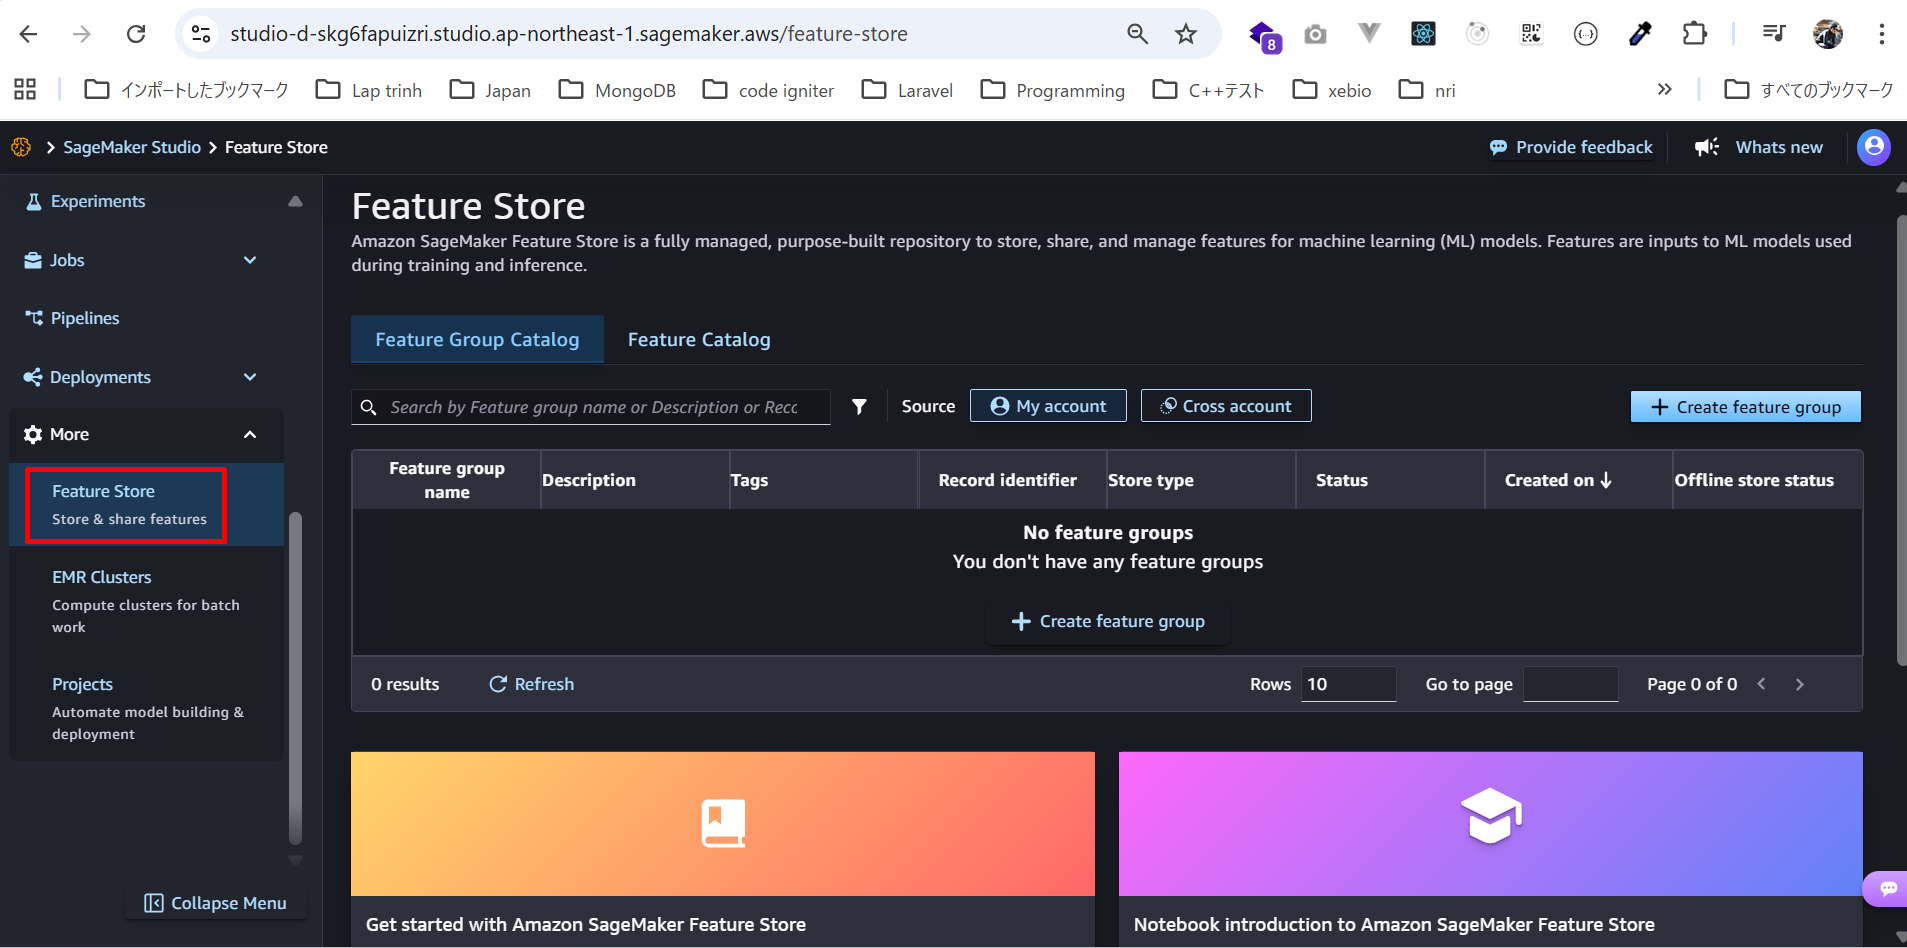 studio-d-skg6fapuizri.studio.ap-northeast-1.sagemaker.aws/feature-store
8
インポートしたブックマーク
Lap trinh
Japan
MongoDB
code igniter
Laravel
Programming
C++テスト
xebio
nri
»
すべてのブックマーク
SageMaker Studio
Feature Store
Provide feedback
Whats new
Experiments
Jobs
Pipelines
Deployments
More
Feature Store
Store & share features
EMR Clusters
Compute clusters for batch
work
Projects
Automate model building &
deployment
Collapse Menu
Feature Store
Amazon SageMaker Feature Store is a fully managed, purpose-built repository to store, share, and manage features for machine learning (ML) models. Features are inputs to ML models used
during training and inference.
Feature Group Catalog
Feature Catalog
Search by Feature group name or Description or Recc
Source
My account
Cross account
Create feature group
Feature group
name
Description
Tags
Record identifier
Store type
Status
Created on
Offline store status
No feature groups
You don't have any feature groups
Create feature group
0 results
Refresh
Rows
10
Go to page
Page 0 of 0
Get started with Amazon SageMaker Feature Store
Notebook introduction to Amazon SageMaker Feature Store